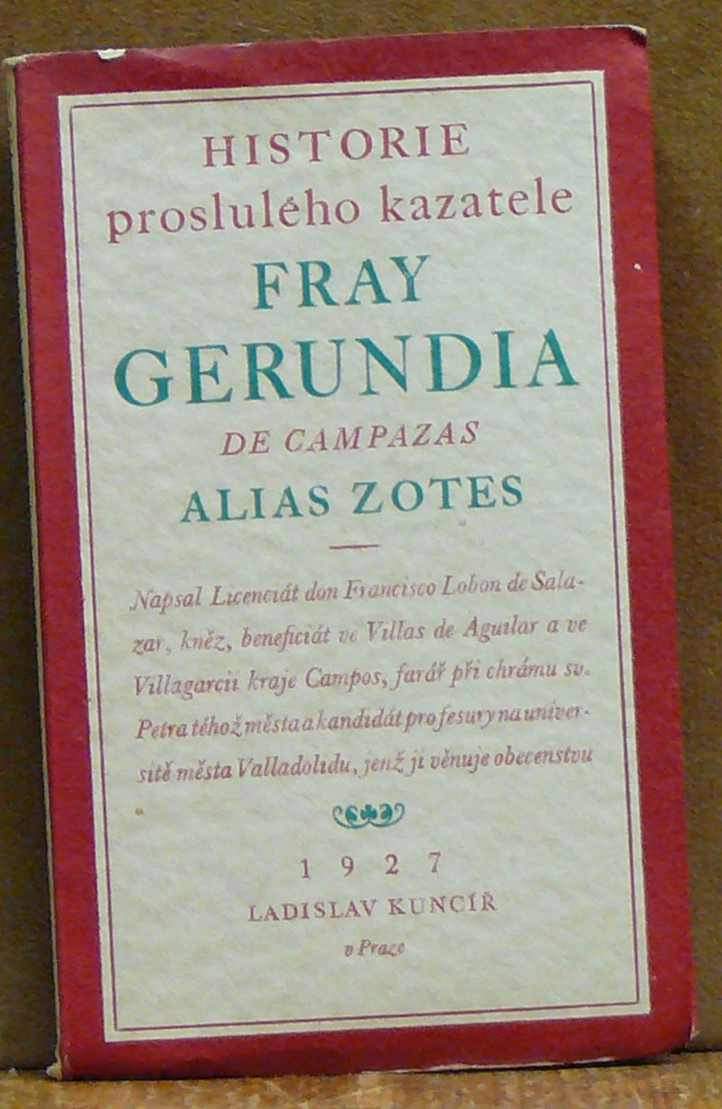 HISTORIE
proslulého kazatele
FRAY
GERUNDIA
DE CAMPAZAS
ALIAS ZOTES
Napsal Licenciát don Francisco Lobon de Sala-
zar, kněz, beneficiát ve Villas de Aguilar a ve
Villagarcii kraje Campos, farář při chrámu sv.
Petra téhož města a kandidát profesury na univer-
sitě města Valladolidu, jenž ji věnuje obecenstvu
1927
LADISLAV KUNCÍŘ
v Praze